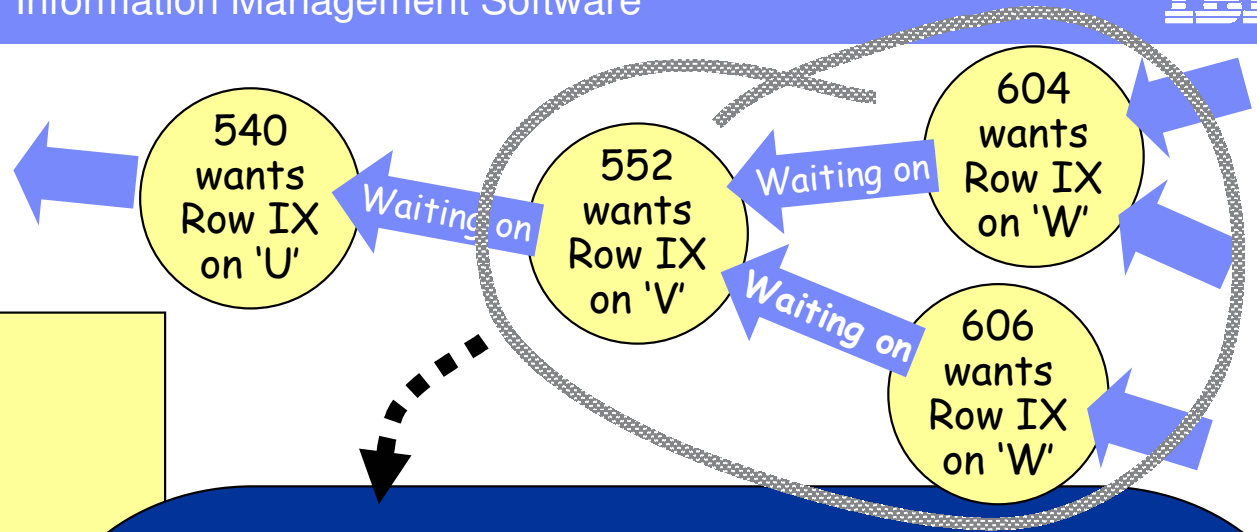 Information Management Software
IBM
540
wants
Row IX
on ‘U’
Waiting on
552
wants
Row IX
on ‘V’
Waiting on
604
wants
Row IX
on ‘W’
Waiting on
606
wants
Row IX
on ‘W’